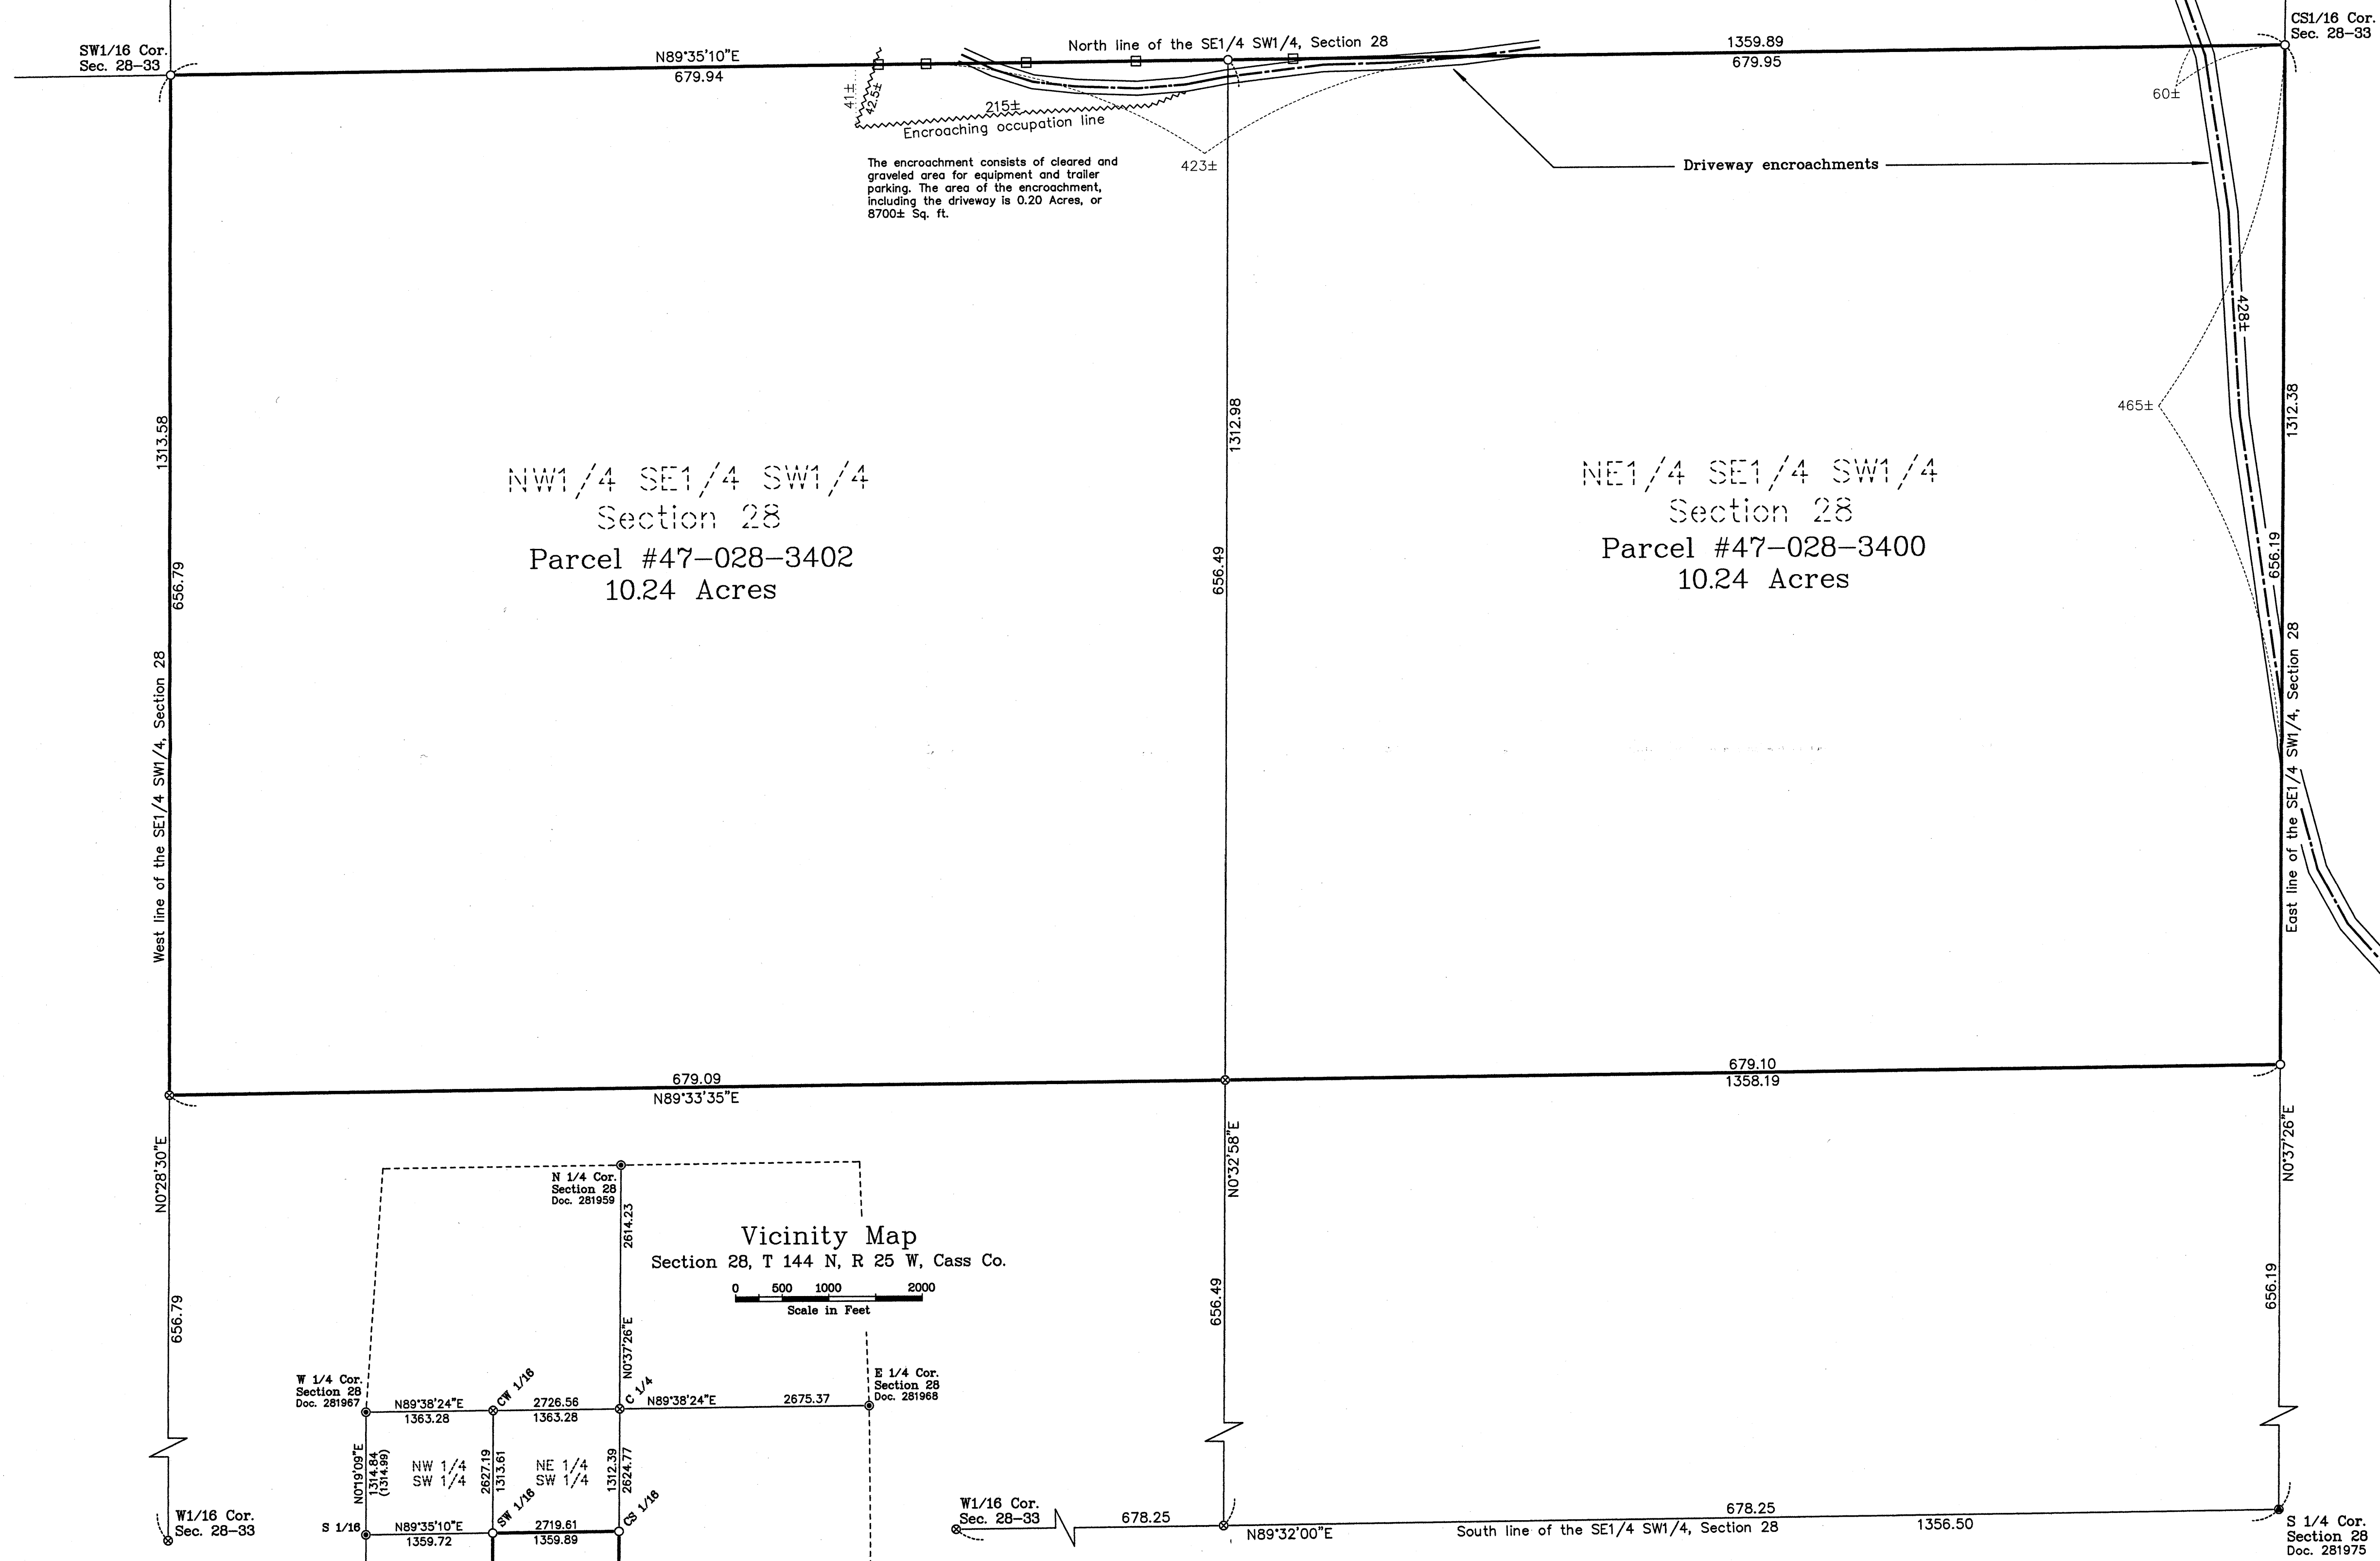 SW1/16 Cor.
Sec. 28-33
N89°35'10"E
679.94
North line of the SE1/4 SW1/4, Section 28
1359.89
679.95
CS1/16 Cor.
Sec. 28-33
41±
42.5±
215±
Encroaching occupation line
423±
60±
Driveway encroachments
The encroachment consists of cleared and
graveled area for equipment and trailer
parking. The area of the encroachment,
including the driveway is 0.20 Acres, or
8700± Sq. ft.
428±
465±
1313.58
656.79
West line of the SE1/4 SW1/4, Section 28
NW1/4 SE1/4 SW1/4
Section 28
Parcel #47-028-3402
10.24 Acres
1312.98
656.49
NE1/4 SE1/4 SW1/4
Section 28
Parcel #47-028-3400
10.24 Acres
1312.38
656.19
East line of the SE1/4 SW1/4, Section 28
679.09
N89°33'35"E
679.10
1358.19
N0°28'30"E
656.79
N0°32'58"E
656.49
N0°37'26"E
656.19
N 1/4 Cor.
Section 28
Doc. 281959
2614.23
N0°37'26"E
Vicinity Map
Section 28, T 144 N, R 25 W, Cass Co.
0 500 1000 2000
Scale in Feet
W 1/4 Cor.
Section 28
Doc. 281967
N89°38'24"E
1363.28
CW 1/16
2726.56
1363.28
C 1/4
N89°38'24"E
2675.37
E 1/4 Cor.
Section 28
Doc. 281968
N0°19'09"E
1314.84
(1314.99)
NW 1/4
SW 1/4
2627.19
1313.61
NE 1/4
SW 1/4
1312.39
2624.77
S 1/16
N89°35'10"E
1359.72
SW 1/16
2719.61
1359.89
CS 1/16
W1/16 Cor.
Sec. 28-33
W1/16 Cor.
Sec. 28-33
678.25
N89°32'00"E
South line of the SE1/4 SW1/4, Section 28
678.25
1356.50
S 1/4 Cor.
Section 28
Doc. 281975